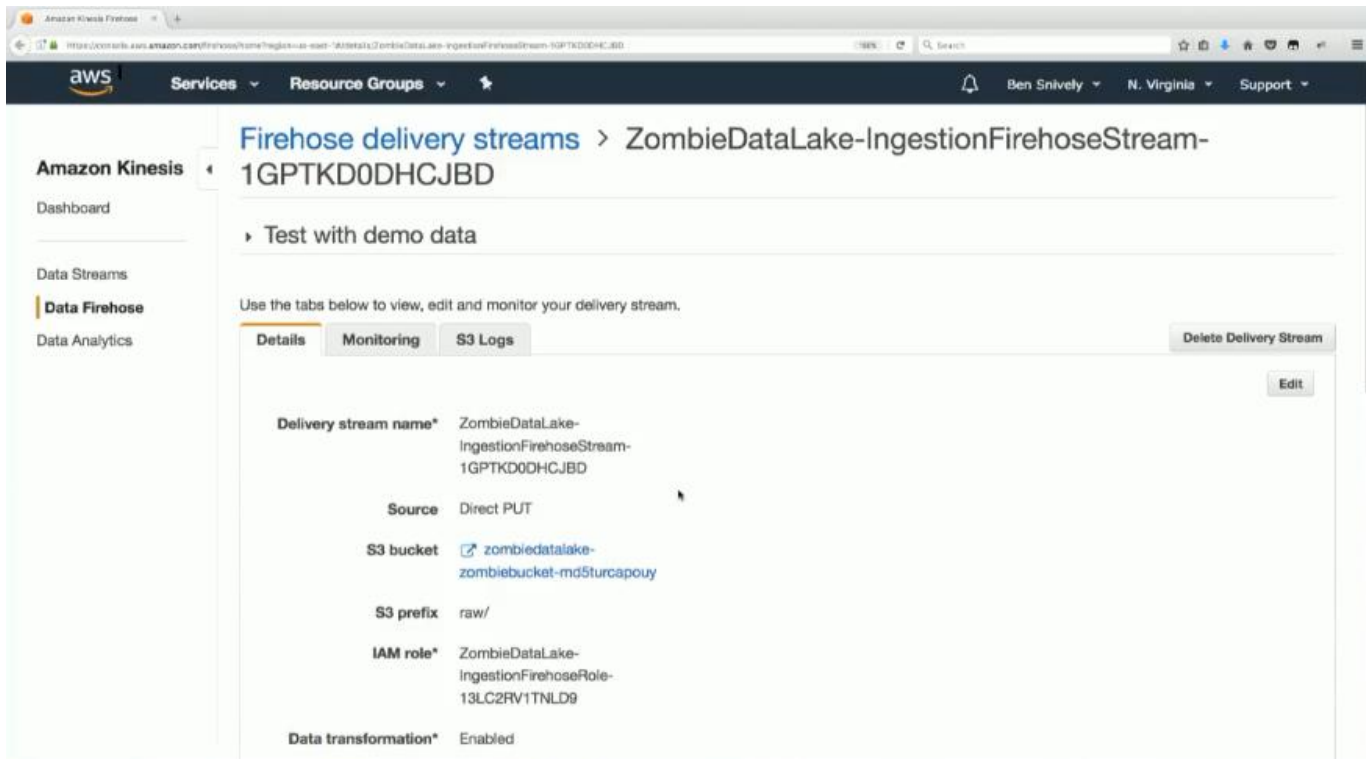 Amazon Kinesis Firehose
Search
aws
Services
Resource Groups
Ben Snively
N. Virginia
Support
Amazon Kinesis
Dashboard
Data Streams
Data Firehose
Data Analytics
Firehose delivery streams > ZombieDataLake-IngestionFirehoseStream-
1GPTKD0DHCJBD
Test with demo data
Use the tabs below to view, edit and monitor your delivery stream.
Details Monitoring S3 Logs
Delete Delivery Stream
Edit
Delivery stream name* ZombieDataLake-
IngestionFirehoseStream-
1GPTKD0DHCJBD
Source Direct PUT
S3 bucket zombiedatalake-
zombiebucket-md5turcapouy
S3 prefix raw/
IAM role* ZombieDataLake-
IngestionFirehoseRole-
13LC2RV1TNLD9
Data transformation* Enabled